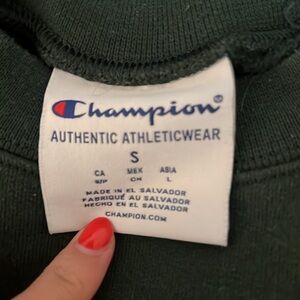 Champion®
AUTHENTIC ATHLETICWEAR
S
CA MEX ASIA
S/P CH L
MADE IN EL SALVADOR
FABRIQUÉ AU SALVADOR
HECHO EN EL SALVADOR
CHAMPION.COM